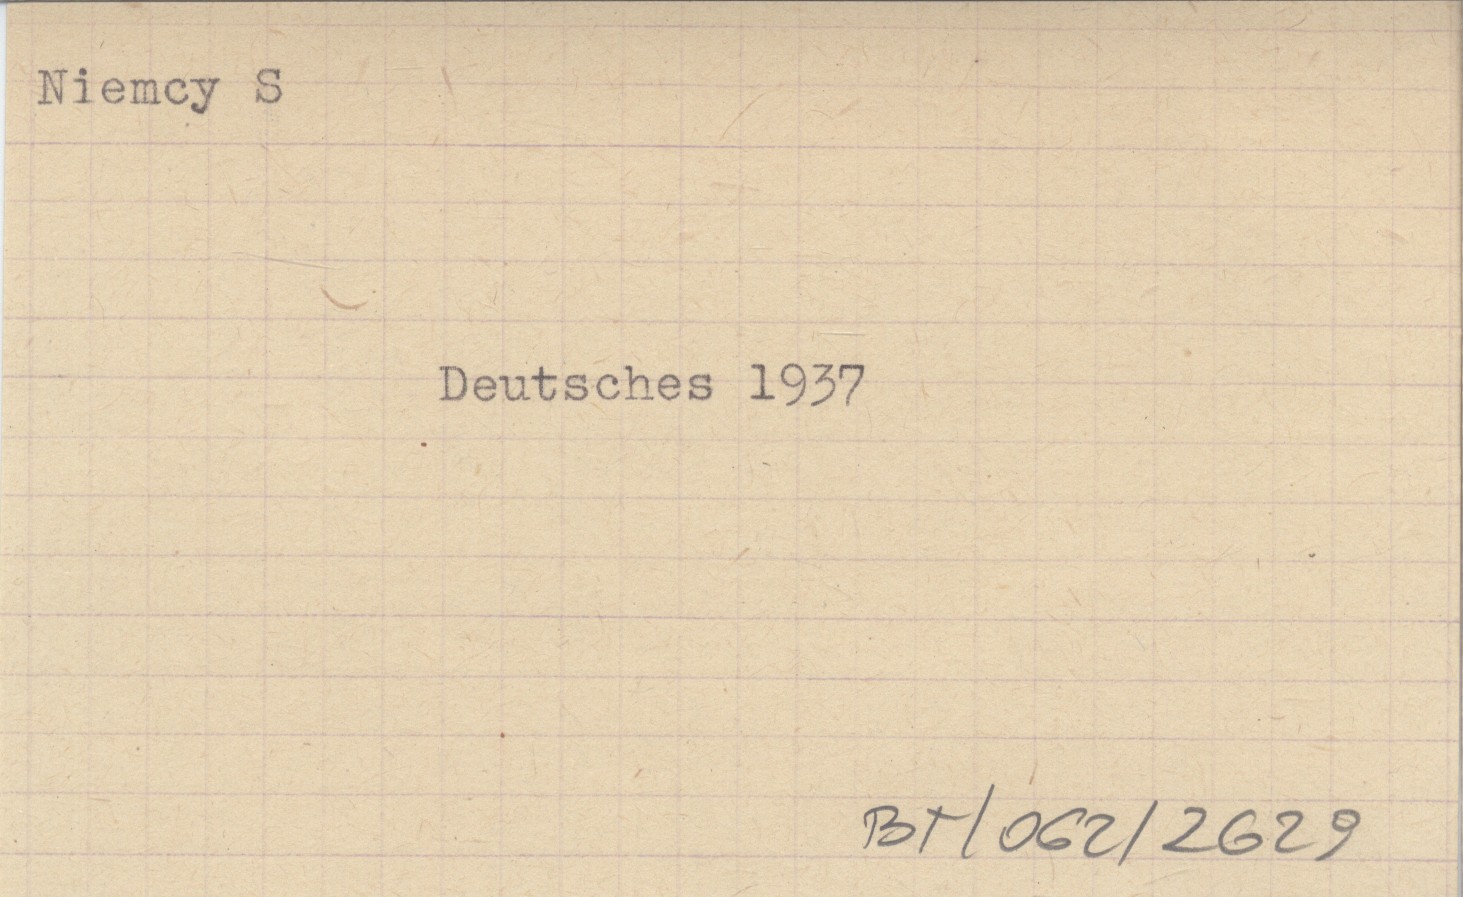 Niemcy S
Deutsches 1937
BT/062/2629